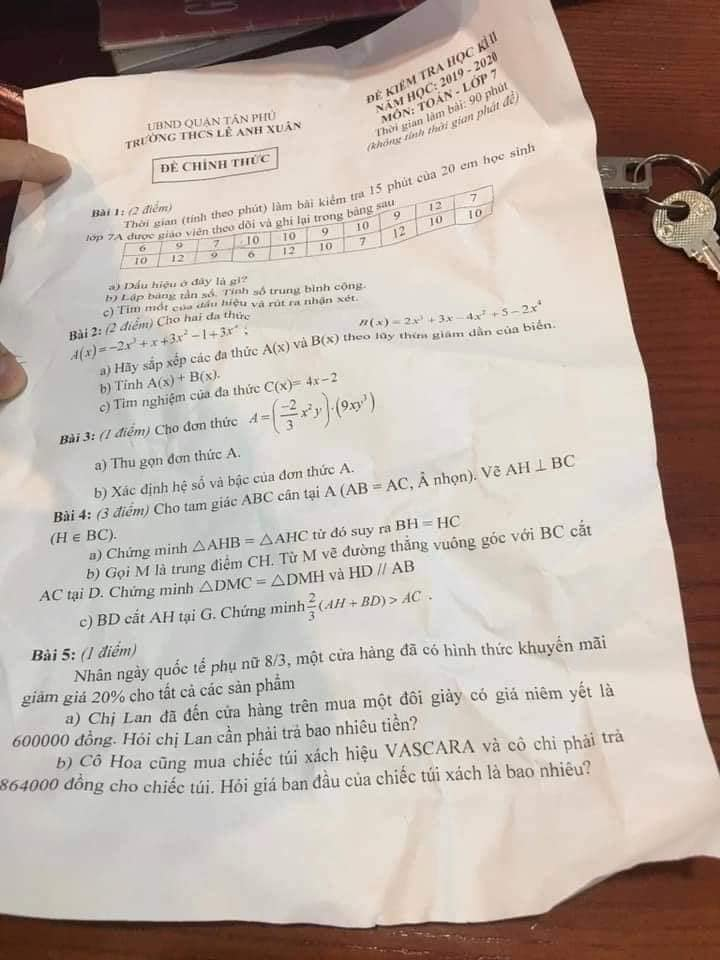 UBND QUẬN TÂN PHÚ
TRƯỜNG THCS LÊ ANH XUÂN
ĐỀ CHÍNH THỨC
ĐỀ KIỂM TRA HỌC KÌ II
NĂM HỌC: 2019 - 2020
MÔN: TOÁN - LỚP 7
Thời gian làm bài: 90 phút
(không tính thời gian phát đề)
Bài 1: (2 điểm)
Thời gian (tính theo phút) làm bài kiểm tra 15 phút của 20 em học sinh
lớp 7A được giáo viên theo dõi và ghi lại trong bảng sau
6 9 7 10 10 9 10 9 12 7
10 12 9 6 12 10 7 12 10 10
a) Dấu hiệu ở đây là gì?
b) Lập bảng tần số. Tính số trung bình cộng.
c) Tìm mốt của dấu hiệu và rút ra nhận xét.
Bài 2: (2 điểm) Cho hai đa thức
A(x) = −2x³ + x + 3x² − 1 + 3x⁴ ; B(x) = 2x³ + 3x − 4x² + 5 − 2x⁴
a) Hãy sắp xếp các đa thức A(x) và B(x) theo lũy thừa giảm dần của biến.
b) Tính A(x) + B(x).
c) Tìm nghiệm của đa thức C(x)= 4x − 2
Bài 3: (1 điểm) Cho đơn thức A = (−2/3 x²y).(9xy³)
a) Thu gọn đơn thức A.
b) Xác định hệ số và bậc của đơn thức A.
Bài 4: (3 điểm) Cho tam giác ABC cân tại A (AB = AC, Â nhọn). Vẽ AH ⊥ BC
(H ∈ BC).
a) Chứng minh △AHB = △AHC từ đó suy ra BH = HC
b) Gọi M là trung điểm CH. Từ M vẽ đường thẳng vuông góc với BC cắt
AC tại D. Chứng minh △DMC = △DMH và HD // AB
c) BD cắt AH tại G. Chứng minh 2/3 (AH + BD) > AC .
Bài 5: (1 điểm)
Nhân ngày quốc tế phụ nữ 8/3, một cửa hàng đã có hình thức khuyến mãi
giảm giá 20% cho tất cả các sản phẩm
a) Chị Lan đã đến cửa hàng trên mua một đôi giày có giá niêm yết là
600000 đồng. Hỏi chị Lan cần phải trả bao nhiêu tiền?
b) Cô Hoa cũng mua chiếc túi xách hiệu VASCARA và cô chỉ phải trả
864000 đồng cho chiếc túi. Hỏi giá ban đầu của chiếc túi xách là bao nhiêu?